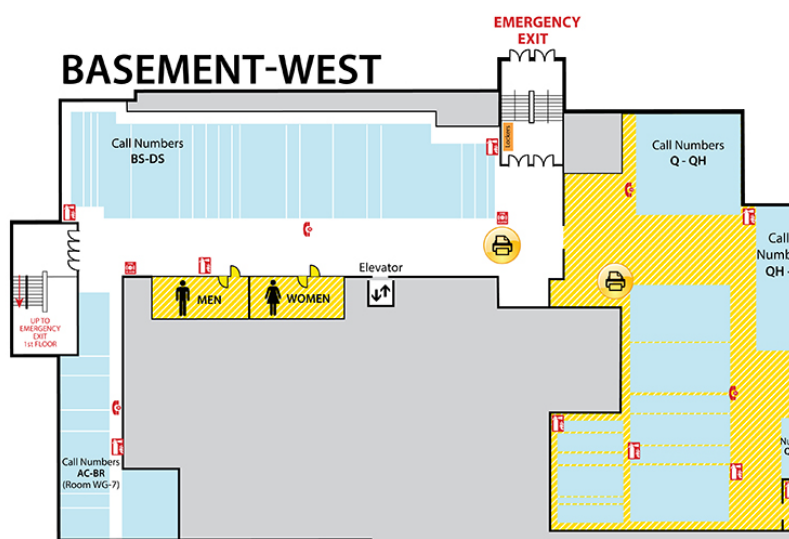 EMERGENCY
EXIT
BASEMENT-WEST
Lockers
Call Numbers
BS-DS
Call Numbers
Q - QH
Call
Numb
QH -
Elevator
MEN
WOMEN
UP TO
EMERGENCY
EXIT
1st FLOOR
Call Numbers
AC-BR
(Room WG-7)